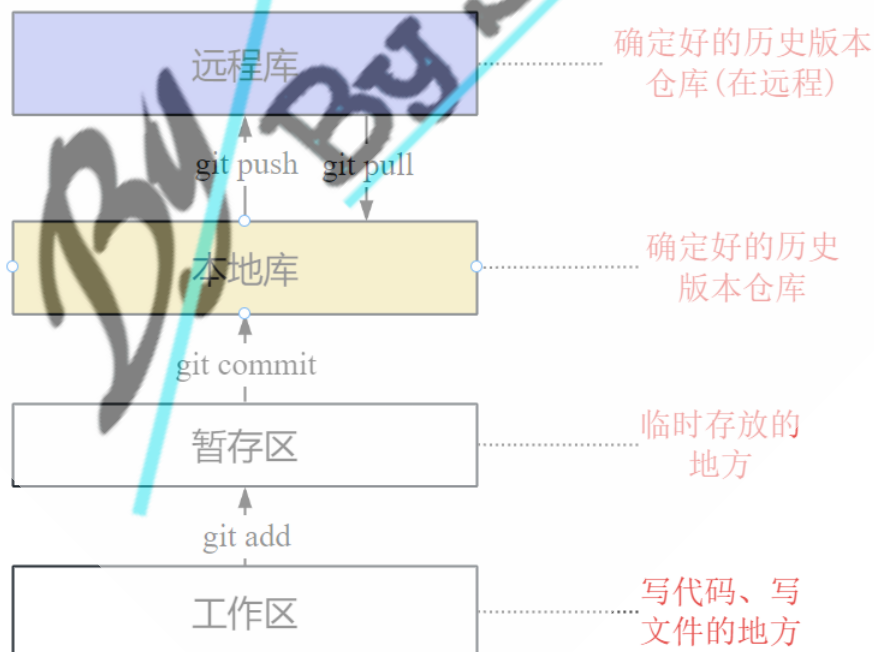 远程库
确定好的历史版本
仓库(在远程)
By
By
git push
git pull
本地库
确定好的历史
版本仓库
git commit
暂存区
临时存放的
地方
git add
工作区
写代码、写
文件的地方